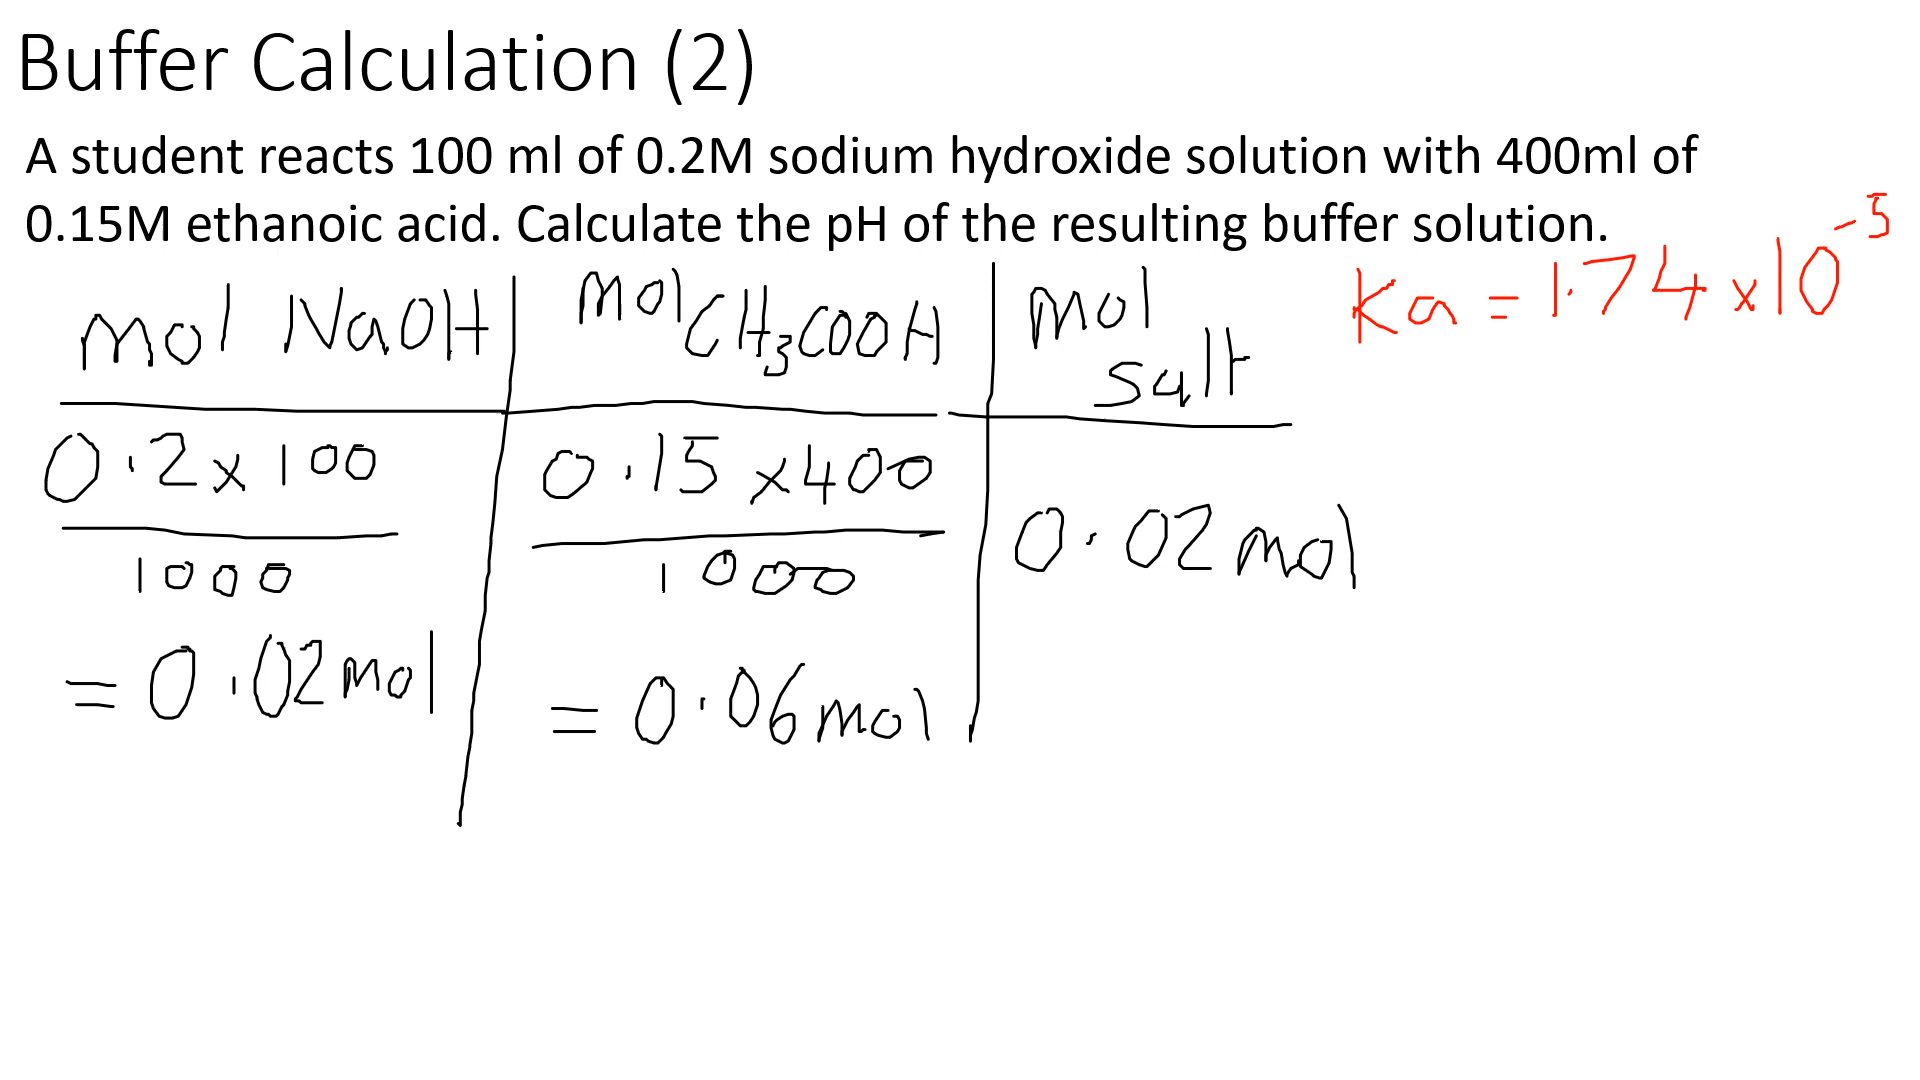 Buffer Calculation (2)
A student reacts 100 ml of 0.2M sodium hydroxide solution with 400ml of
0.15M ethanoic acid. Calculate the pH of the resulting buffer solution.
Ka = 1.74 x 10⁻⁵
mol NaOH
0.2 x 100
1000
= 0.02 mol
mol CH₃COOH
0.15 x 400
1000
= 0.06 mol
mol
salt
0.02 mol